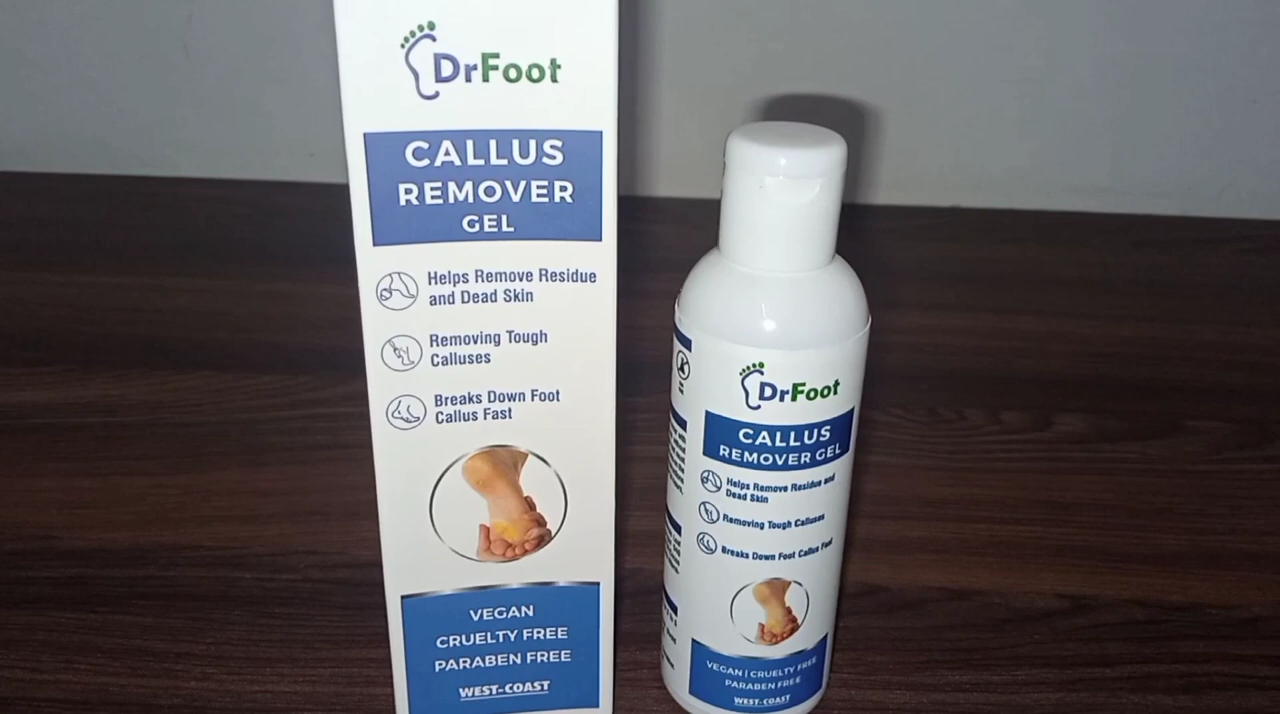 DrFoot
CALLUS
REMOVER
GEL
Helps Remove Residue
and Dead Skin
Removing Tough
Calluses
Breaks Down Foot
Callus Fast
VEGAN
CRUELTY FREE
PARABEN FREE
WEST-COAST
DrFoot
CALLUS
REMOVER GEL
Helps Remove Residue and
Dead Skin
Removing Tough Calluses
Breaks Down Foot Callus Fast
VEGAN | CRUELTY FREE
PARABEN FREE
WEST-COAST